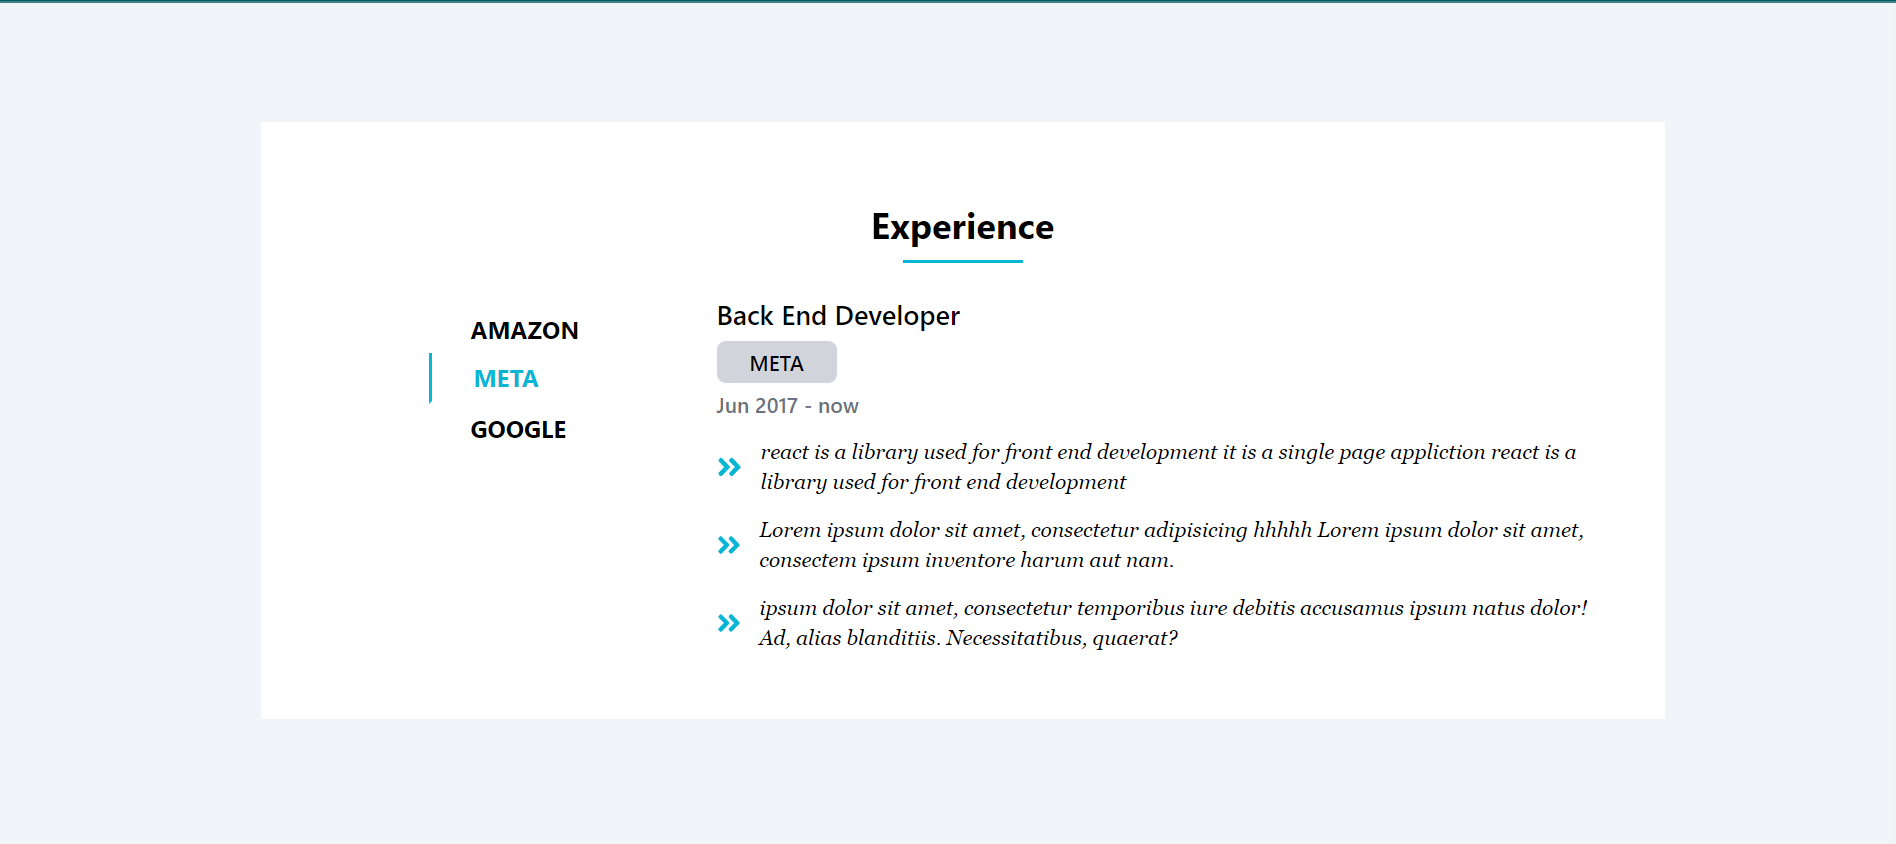 Experience
AMAZON
META
GOOGLE
Back End Developer
META
Jun 2017 - now
react is a library used for front end development it is a single page appliction react is a
library used for front end development
Lorem ipsum dolor sit amet, consectetur adipisicing hhhhh Lorem ipsum dolor sit amet,
consectem ipsum inventore harum aut nam.
ipsum dolor sit amet, consectetur temporibus iure debitis accusamus ipsum natus dolor!
Ad, alias blanditiis. Necessitatibus, quaerat?